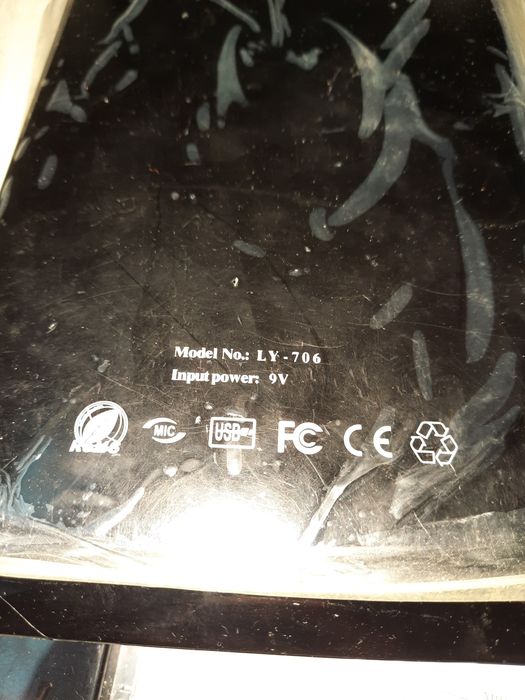 Model No.: LY-706
Input power: 9V
MIC USB FC CE